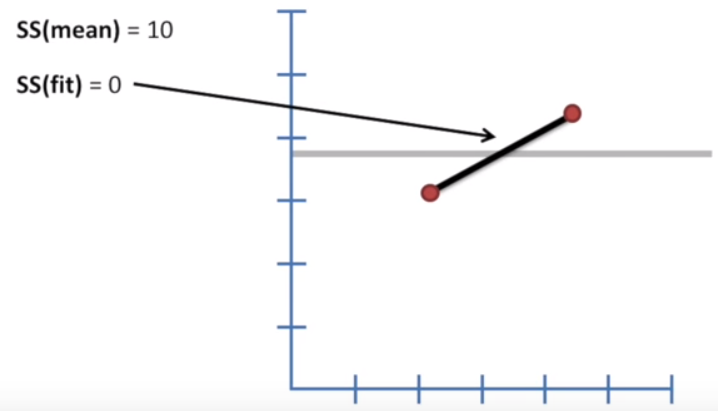 SS(mean) = 10
SS(fit) = 0